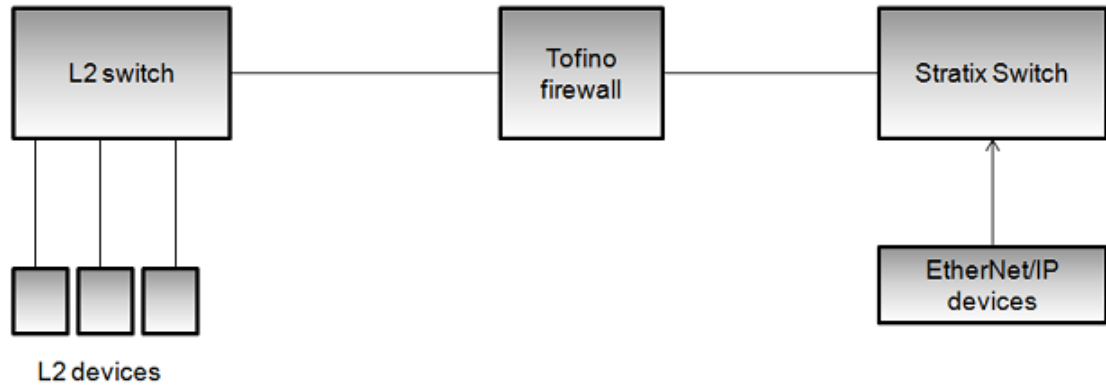 L2 switch
Tofino
firewall
Stratix Switch
EtherNet/IP
devices
L2 devices